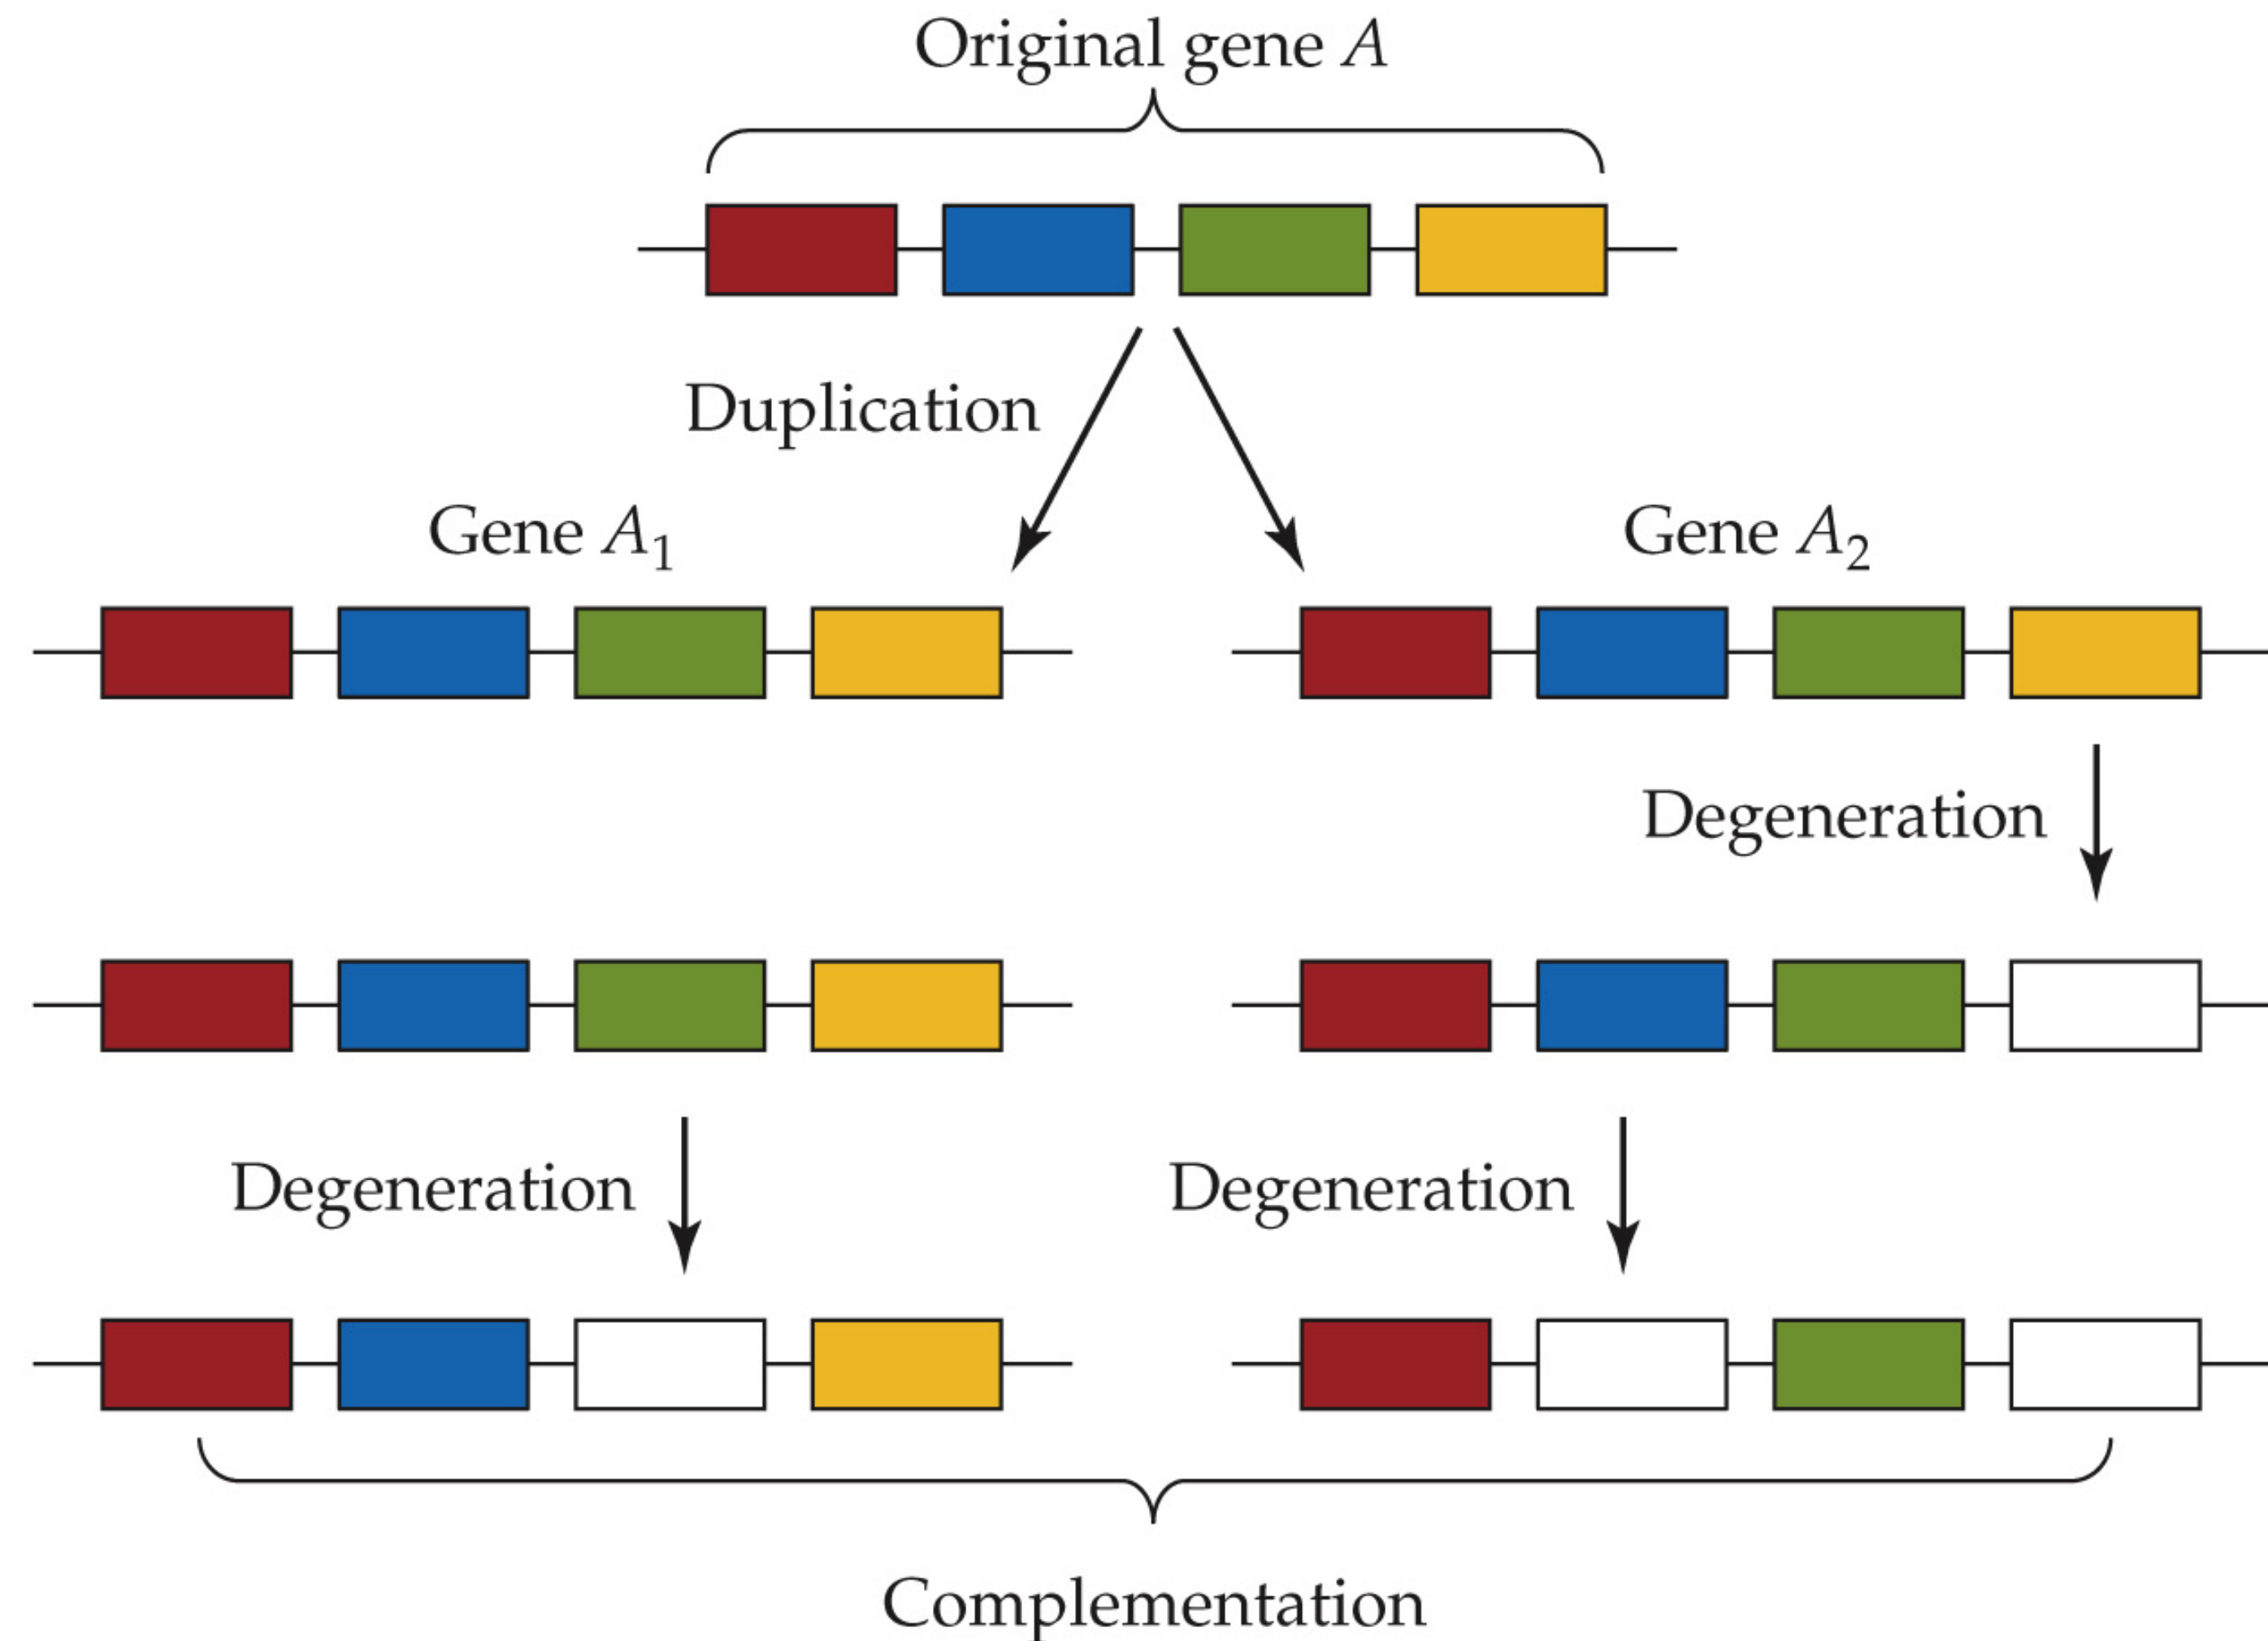 Original gene A
Duplication
Gene A₁
Gene A₂
Degeneration
Degeneration
Degeneration
Complementation